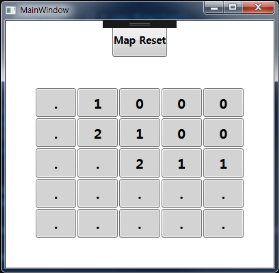 MainWindow
Map Reset
. 1 0 0 0
. 2 1 0 0
. . 2 1 1
. . . . .
. . . . .